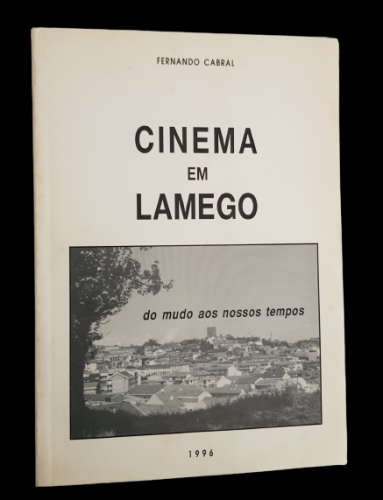 FERNANDO CABRAL
CINEMA
EM
LAMEGO
do mudo aos nossos tempos
1996